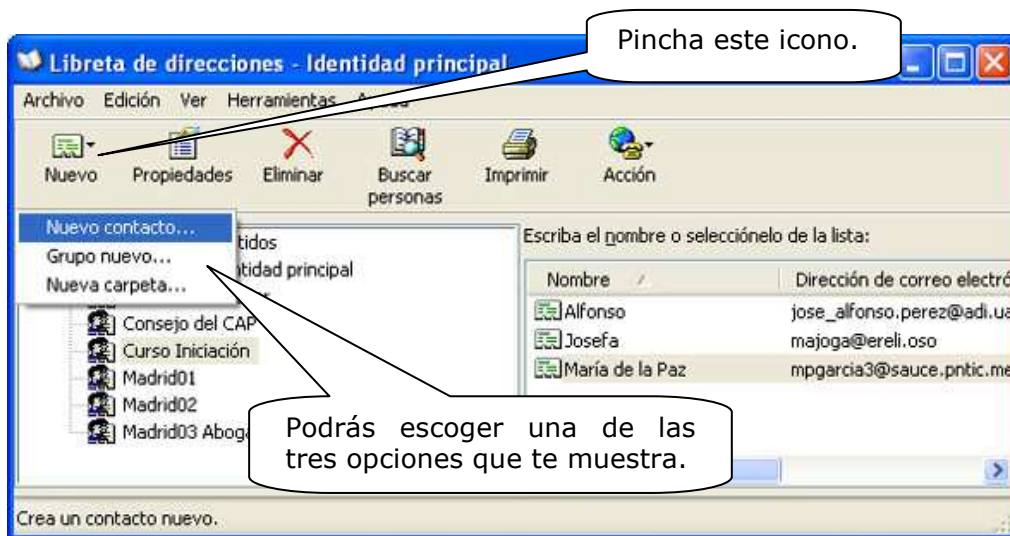 Pincha este icono.
Libreta de direcciones - Identidad principal
Archivo Edición Ver Herramientas
Nuevo Propiedades Eliminar Buscar personas Imprimir Acción
Nuevo contacto...
Grupo nuevo...
Nueva carpeta...
tidos
tidad principal
Consejo del CAP
Curso Iniciación
Madrid01
Madrid02
Madrid03 Aboga
Escriba el nombre o selecciónelo de la lista:
Nombre Dirección de correo electró
Alfonso jose_alfonso.perez@adi.ua
Josefa majoga@ereli.oso
María de la Paz mpgarcia3@sauce.pntic.me
Podrás escoger una de las
tres opciones que te muestra.
Crea un contacto nuevo.